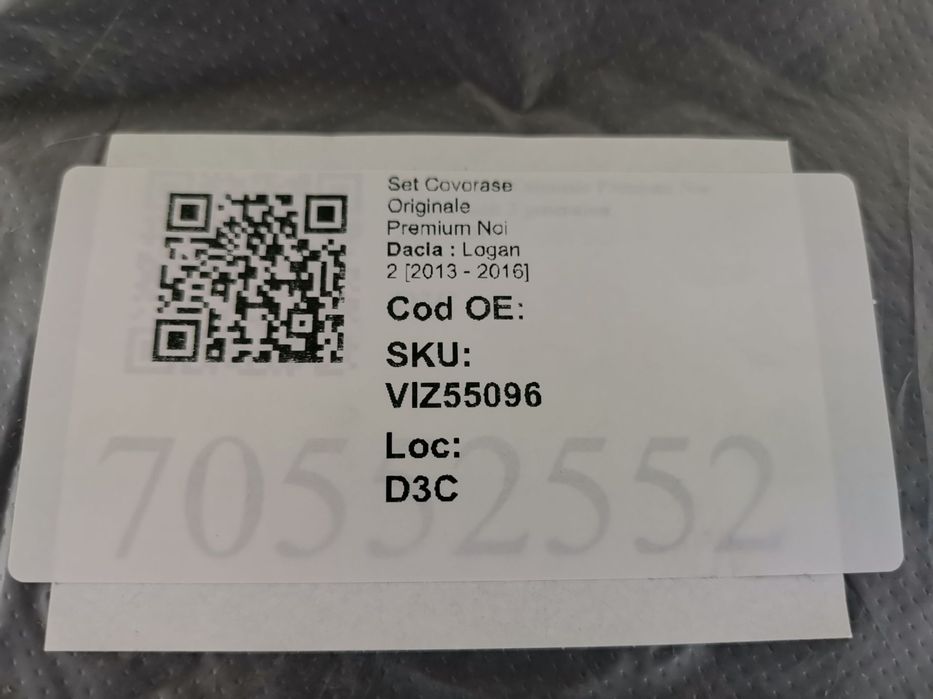 Set Covorase
Originale
Premium Noi
Dacia : Logan
2 [2013 - 2016]
Cod OE:
SKU:
VIZ55096
Loc:
D3C
70552552